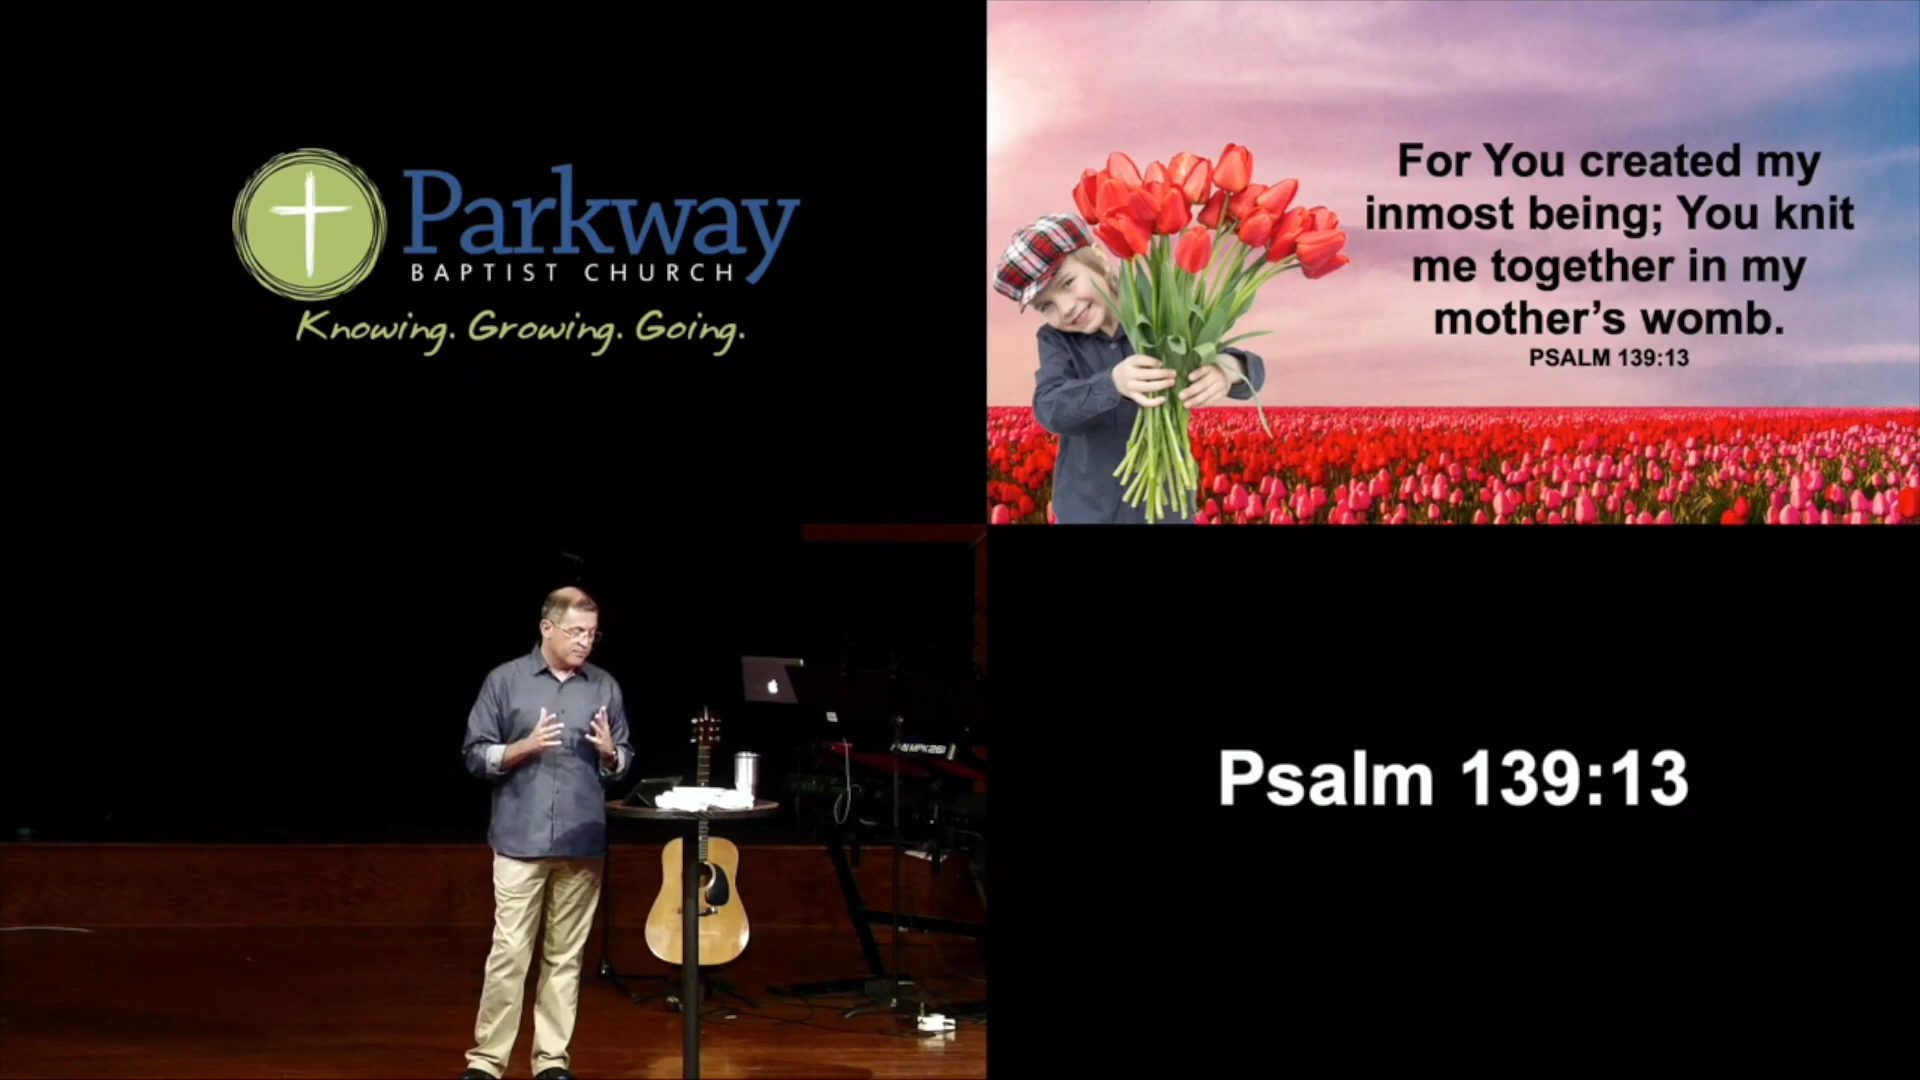 Parkway
BAPTIST CHURCH
Knowing. Growing. Going.
For You created my
inmost being; You knit
me together in my
mother's womb.
PSALM 139:13
Psalm 139:13